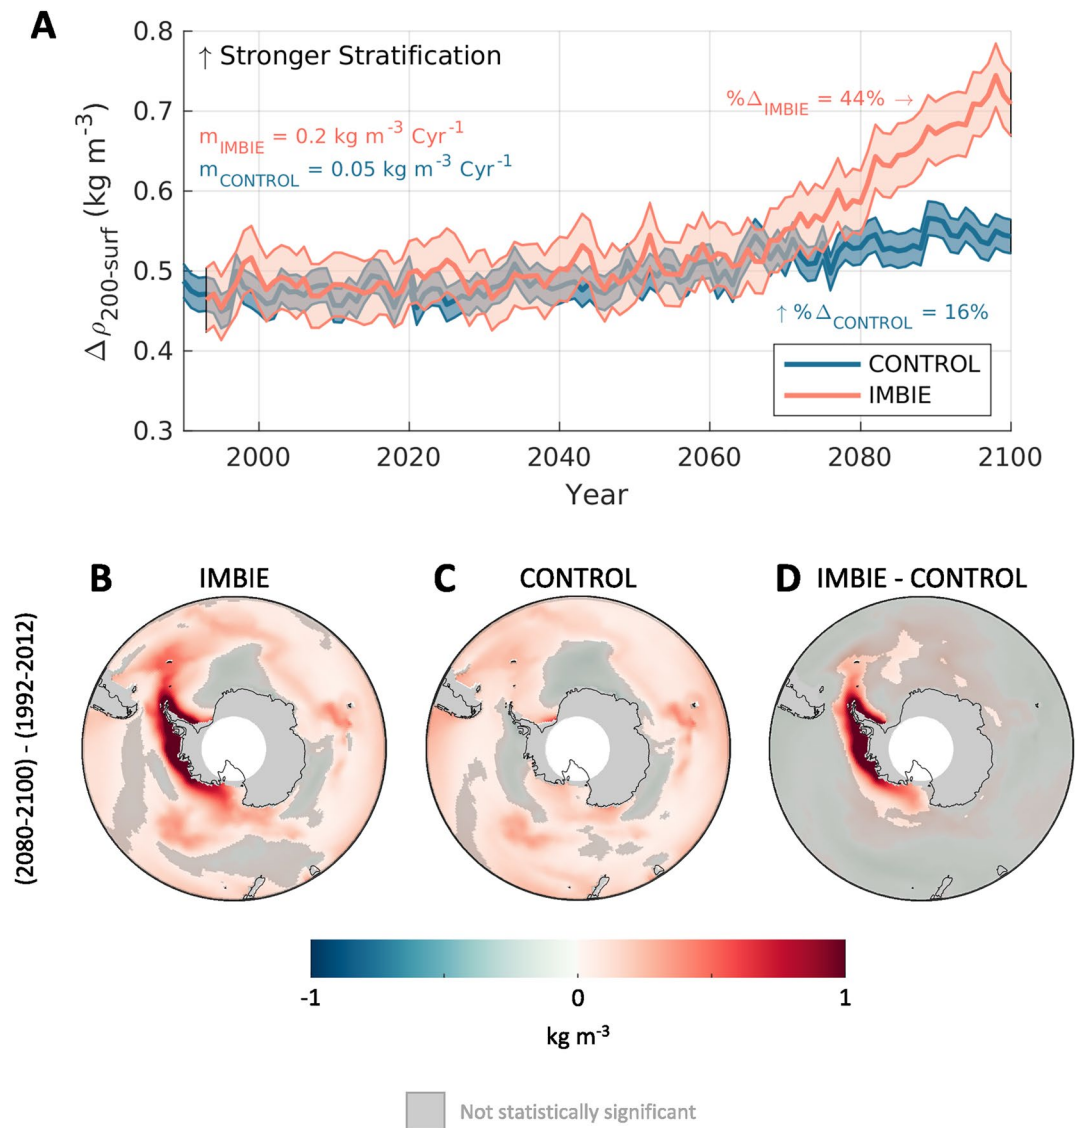 A
↑ Stronger Stratification
%Δ_IMBIE = 44% →
m_IMBIE = 0.2 kg m⁻³ Cyr⁻¹
m_CONTROL = 0.05 kg m⁻³ Cyr⁻¹
↑ %Δ_CONTROL = 16%
CONTROL
IMBIE
Δρ_200-surf (kg m⁻³)
0.8
0.7
0.6
0.5
0.4
0.3
2000 2020 2040 2060 2080 2100
Year
B IMBIE
C CONTROL
D IMBIE - CONTROL
(2080-2100) - (1992-2012)
-1 0 1
kg m⁻³
Not statistically significant